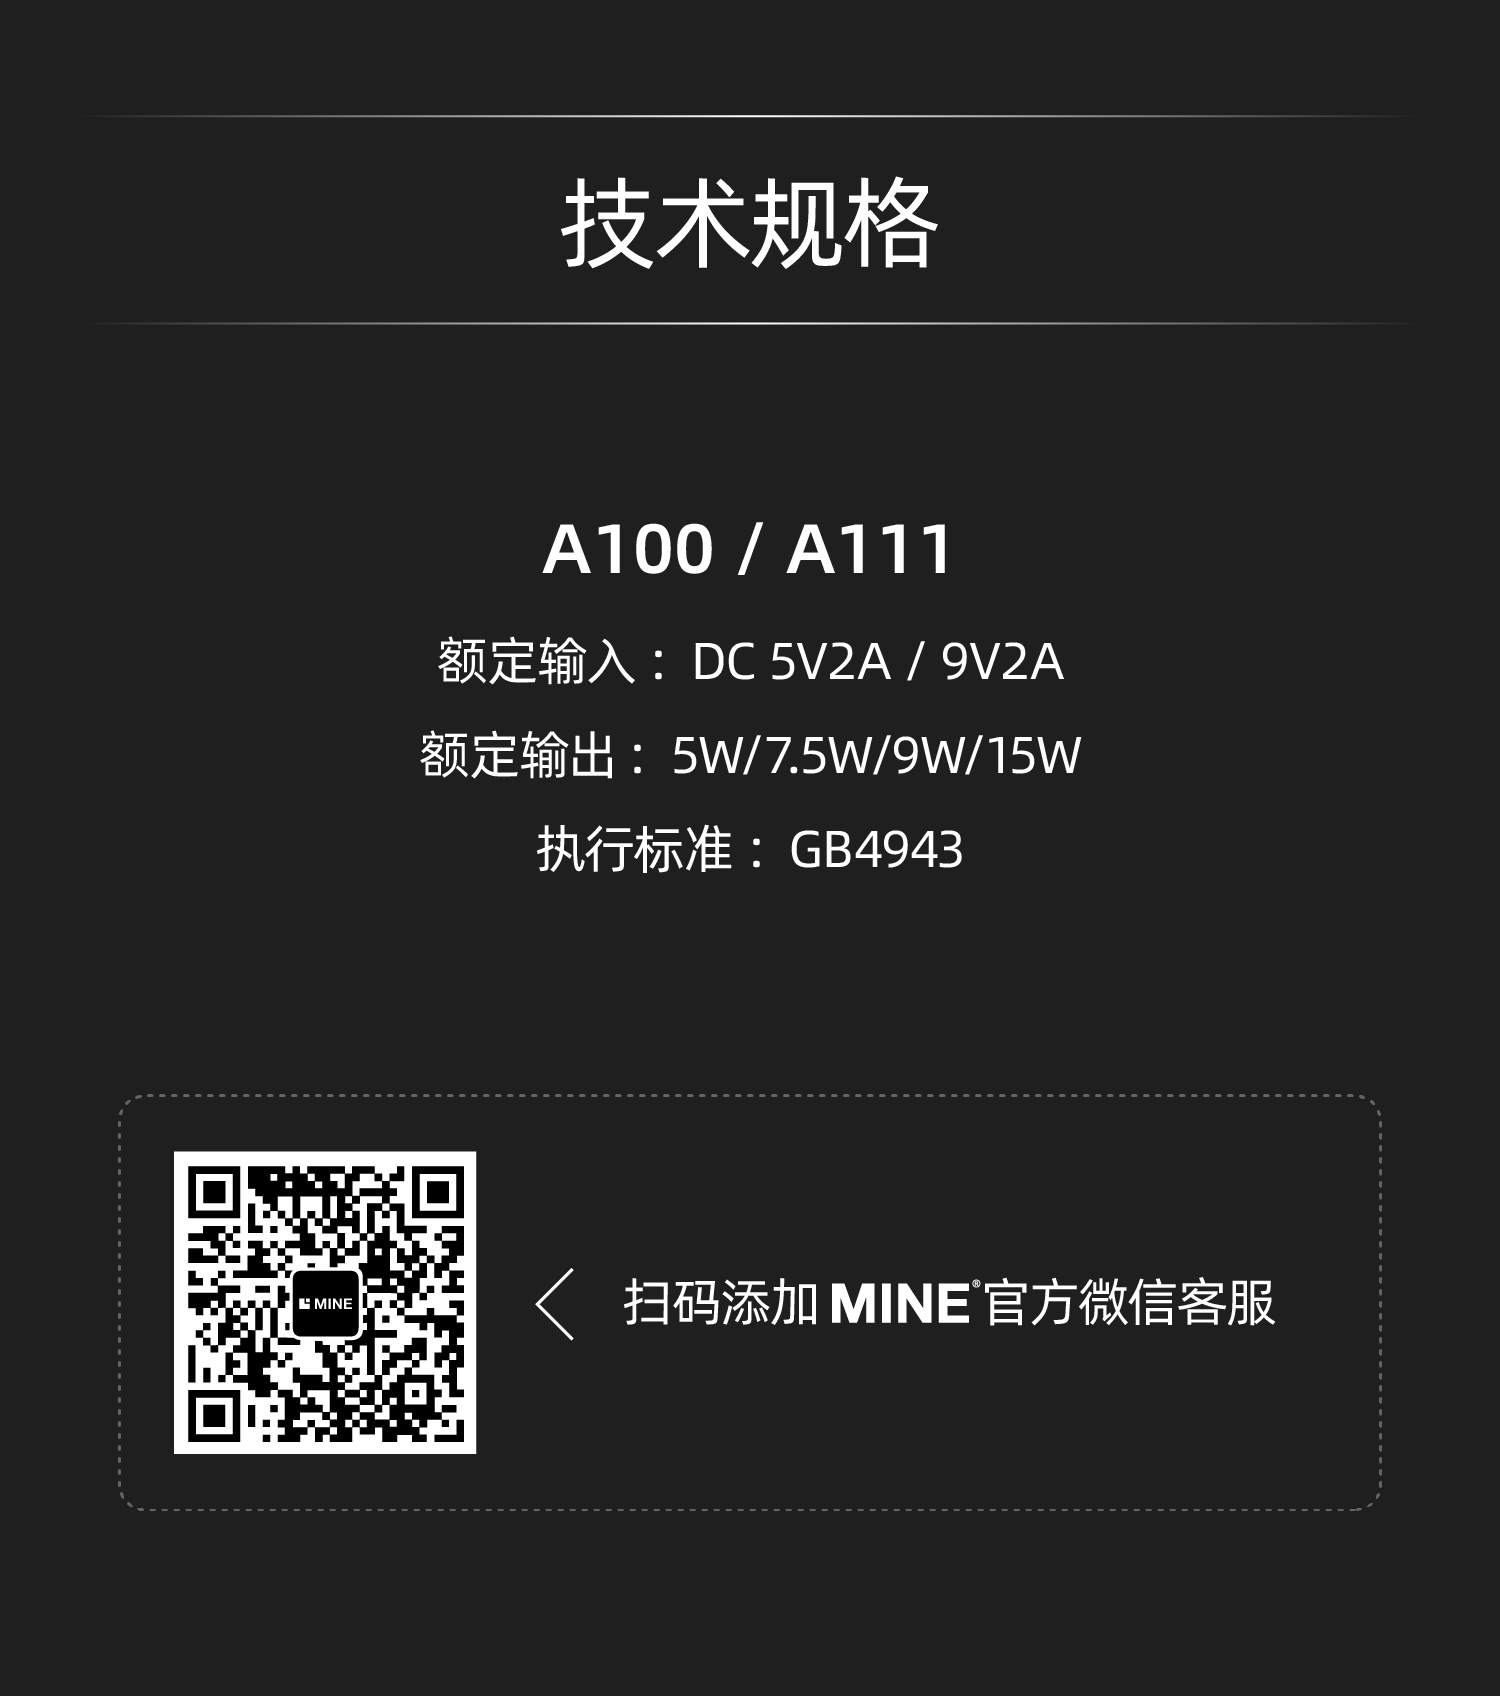 技术规格
A100 / A111
额定输入：DC 5V2A / 9V2A
额定输出：5W/7.5W/9W/15W
执行标准：GB4943
MINE
扫码添加 MINE®官方微信客服